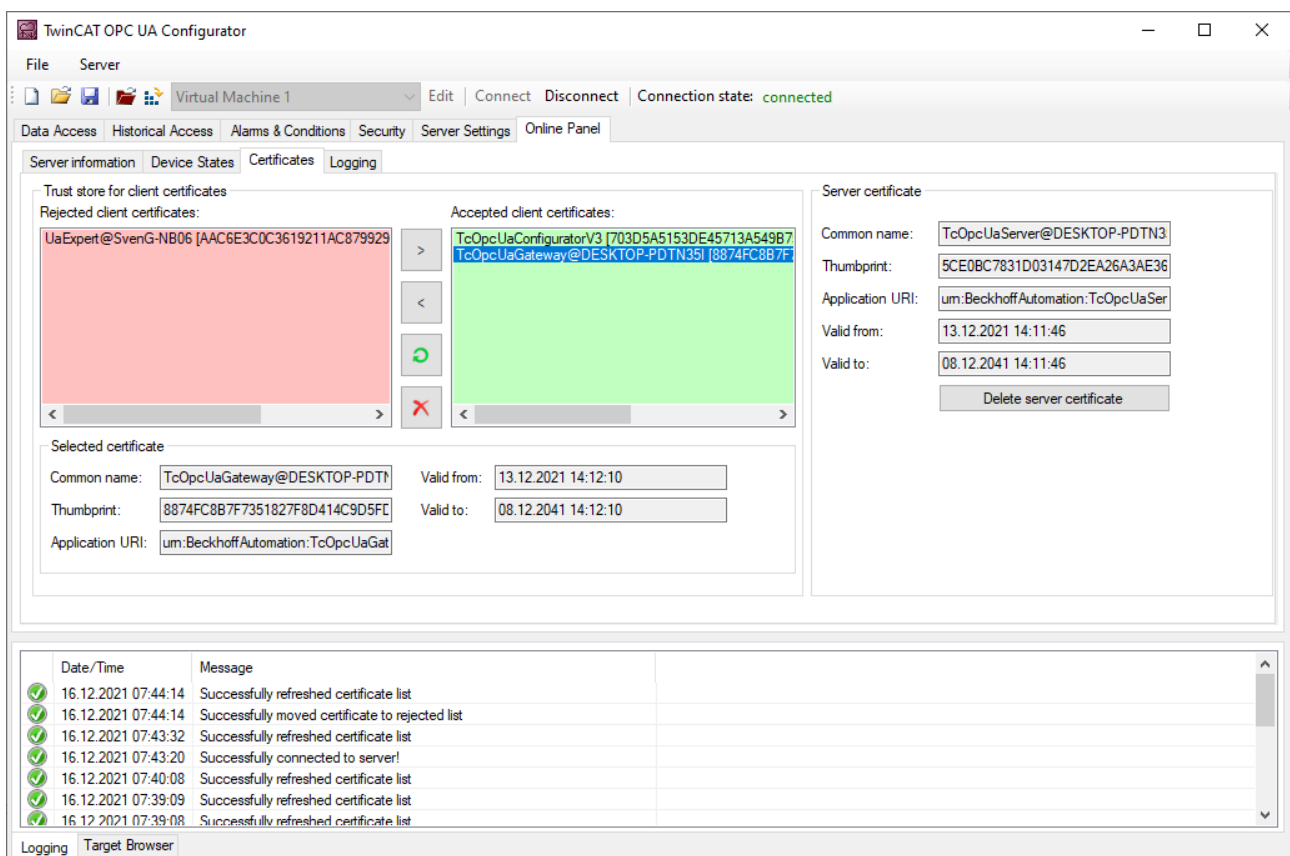 TwinCAT OPC UA Configurator
File Server
Virtual Machine 1 Edit Connect Disconnect Connection state: connected
Data Access Historical Access Alarms & Conditions Security Server Settings Online Panel
Server information Device States Certificates Logging
Trust store for client certificates
Rejected client certificates:
UaExpert@SvenG-NB06 [AAC6E3C0C3619211AC879929
>
<
Accepted client certificates:
TcOpcUaConfiguratorV3 [703D5A5153DE45713A549B7
TcOpcUaGateway@DESKTOP-PDTN35I [8874FC8B7F7
Selected certificate
Common name: TcOpcUaGateway@DESKTOP-PDTN
Valid from: 13.12.2021 14:12:10
Thumbprint: 8874FC8B7F7351827F8D414C9D5FD
Valid to: 08.12.2041 14:12:10
Application URI: urn:BeckhoffAutomation:TcOpcUaGat
Server certificate
Common name: TcOpcUaServer@DESKTOP-PDTN3
Thumbprint: 5CE0BC7831D03147D2EA26A3AE36
Application URI: urn:BeckhoffAutomation:TcOpcUaSer
Valid from: 13.12.2021 14:11:46
Valid to: 08.12.2041 14:11:46
Delete server certificate
Date/Time Message
16.12.2021 07:44:14 Successfully refreshed certificate list
16.12.2021 07:44:14 Successfully moved certificate to rejected list
16.12.2021 07:43:32 Successfully refreshed certificate list
16.12.2021 07:43:20 Successfully connected to server!
16.12.2021 07:40:08 Successfully refreshed certificate list
16.12.2021 07:39:09 Successfully refreshed certificate list
16.12.2021 07:39:08 Successfully refreshed certificate list
Logging Target Browser